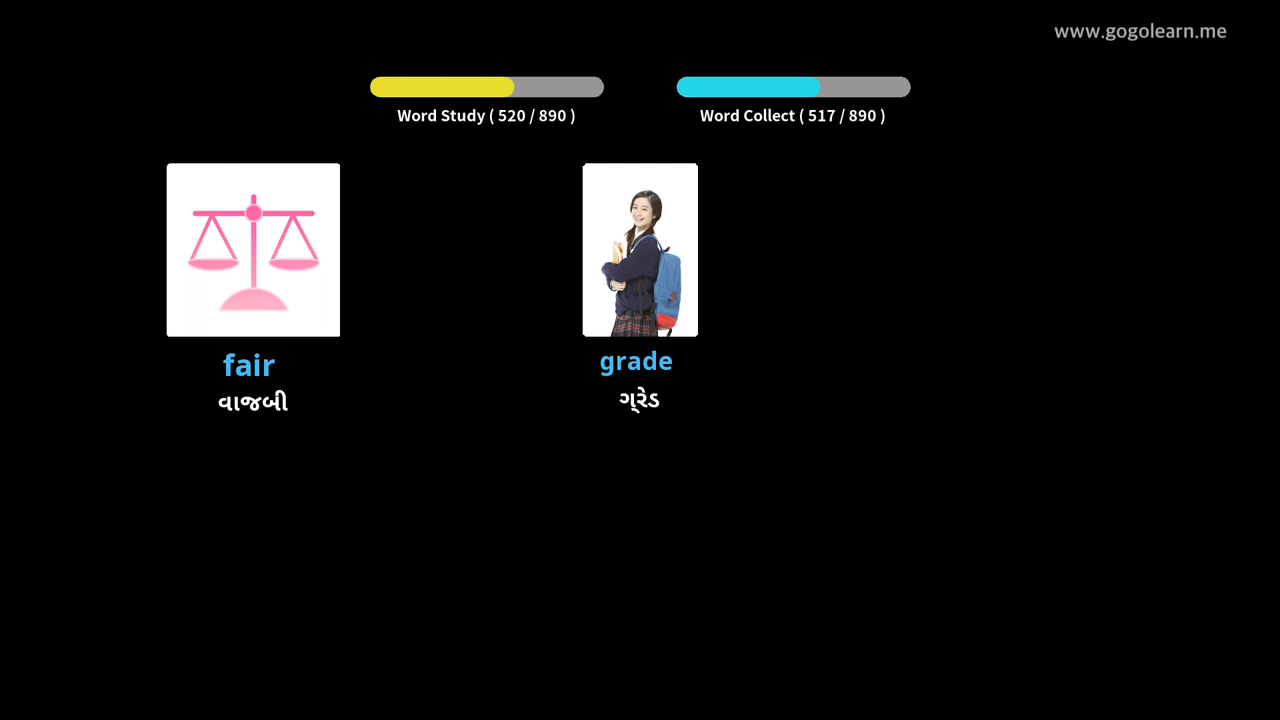 www.gogolearn.me
Word Study ( 520 / 890 )
Word Collect ( 517 / 890 )
fair
વાજબી
grade
ગ્રેડ